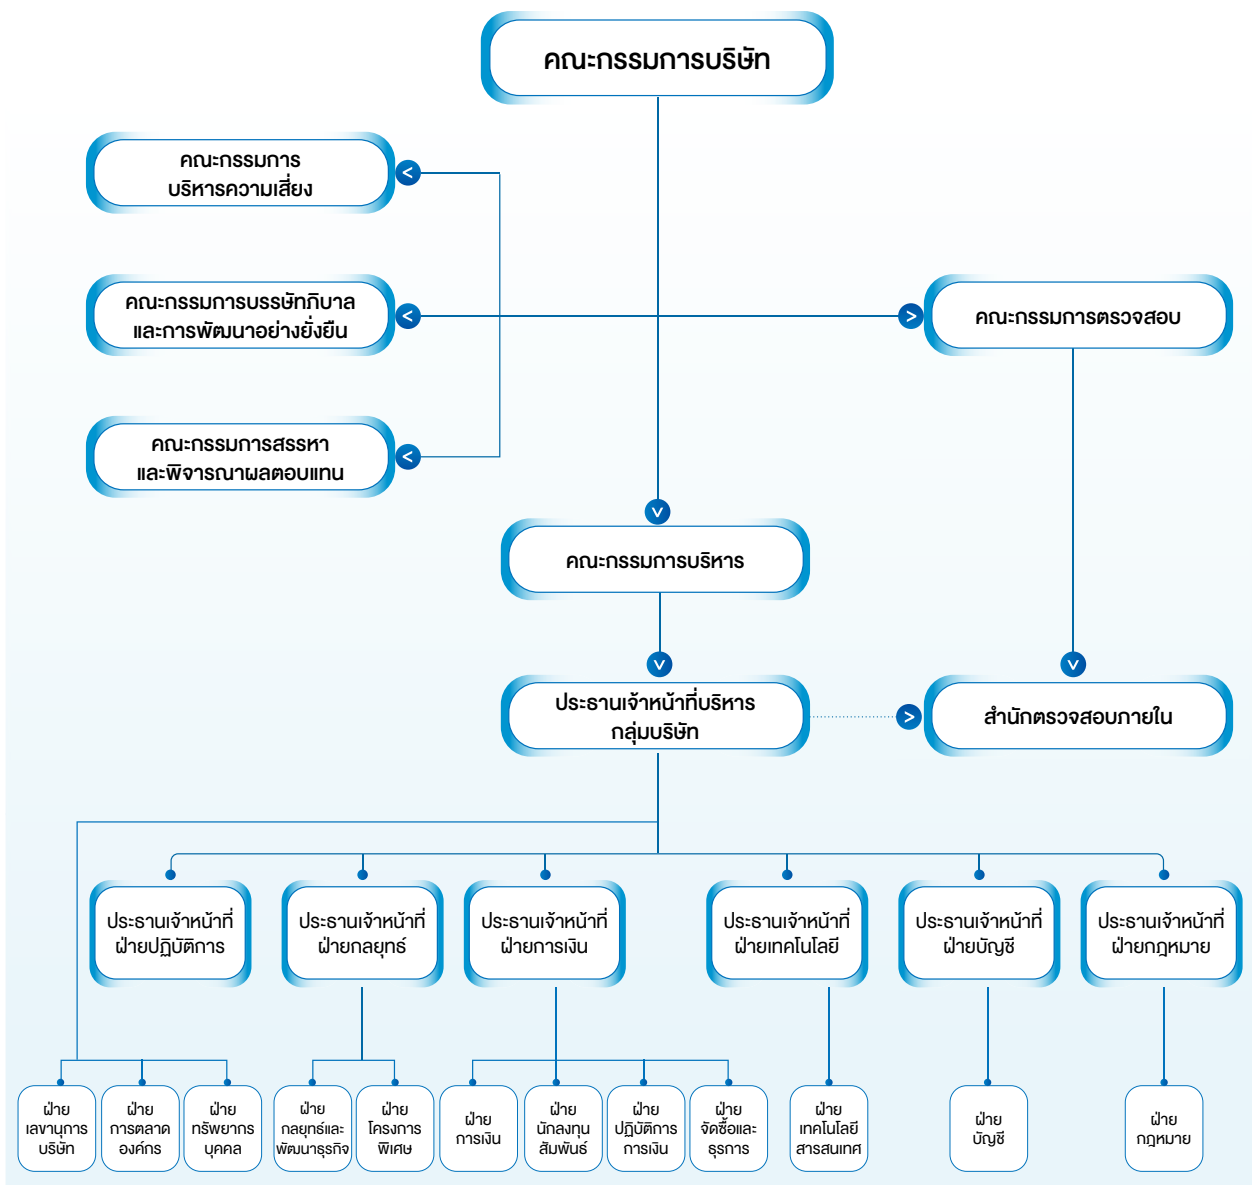 คณะกรรมการบริษัท
คณะกรรมการ
บริหารความเสี่ยง
คณะกรรมการบรรษัทภิบาล
และการพัฒนาอย่างยั่งยืน
คณะกรรมการตรวจสอบ
คณะกรรมการสรรหา
และพิจารณาผลตอบแทน
คณะกรรมการบริหาร
ประธานเจ้าหน้าที่บริหาร
กลุ่มบริษัท
สำนักตรวจสอบภายใน
ประธานเจ้าหน้าที่
ฝ่ายปฏิบัติการ
ประธานเจ้าหน้าที่
ฝ่ายกลยุทธ์
ประธานเจ้าหน้าที่
ฝ่ายการเงิน
ประธานเจ้าหน้าที่
ฝ่ายเทคโนโลยี
ประธานเจ้าหน้าที่
ฝ่ายบัญชี
ประธานเจ้าหน้าที่
ฝ่ายกฎหมาย
ฝ่าย
เลขานุการ
บริษัท
ฝ่าย
การตลาด
องค์กร
ฝ่าย
ทรัพยากร
บุคคล
ฝ่าย
กลยุทธ์และ
พัฒนาธุรกิจ
ฝ่าย
โครงการ
พิเศษ
ฝ่าย
การเงิน
ฝ่าย
นักลงทุน
สัมพันธ์
ฝ่าย
ปฏิบัติการ
การเงิน
ฝ่าย
จัดซื้อและ
ธุรการ
ฝ่าย
เทคโนโลยี
สารสนเทศ
ฝ่าย
บัญชี
ฝ่าย
กฎหมาย